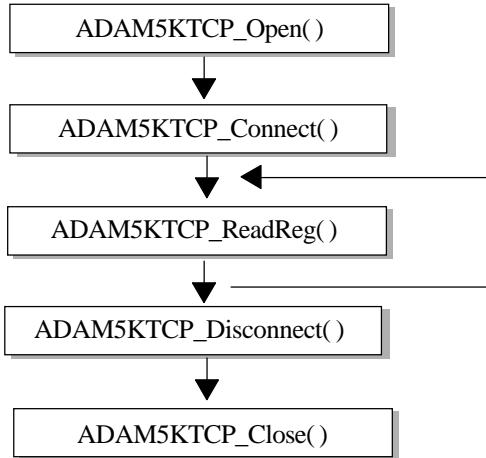 ADAM5KTCP_Open( )
ADAM5KTCP_Connect( )
ADAM5KTCP_ReadReg( )
ADAM5KTCP_Disconnect( )
ADAM5KTCP_Close( )